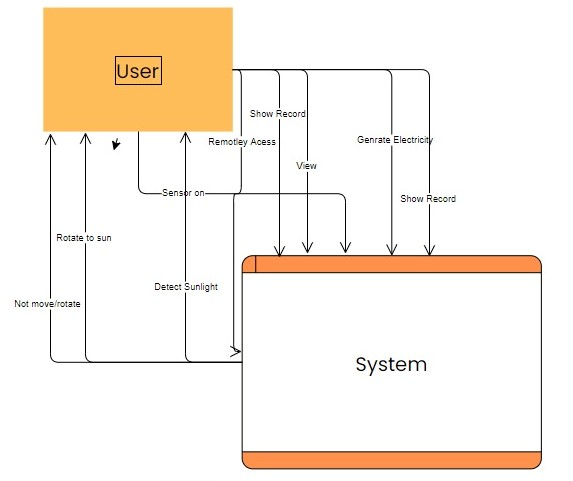 User
Show Record
Remotley Acess
Genrate Electricity
View
Sensor on
Show Record
Rotate to sun
Detect Sunlight
Not move/rotate
System